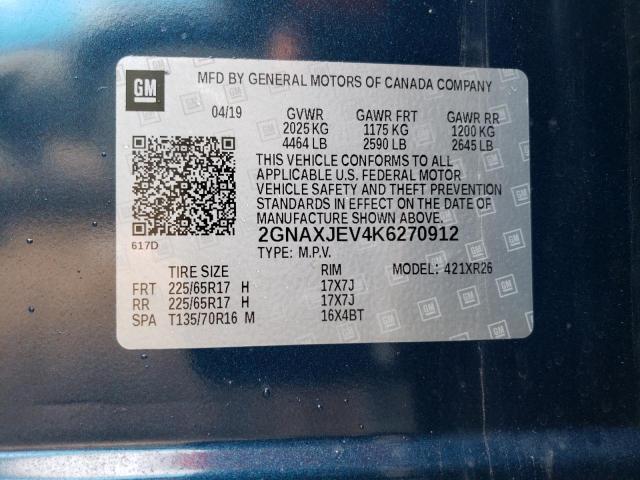 GM
MFD BY GENERAL MOTORS OF CANADA COMPANY
04/19 GVWR GAWR FRT GAWR RR
2025 KG 1175 KG 1200 KG
4464 LB 2590 LB 2645 LB
THIS VEHICLE CONFORMS TO ALL
APPLICABLE U.S. FEDERAL MOTOR
VEHICLE SAFETY AND THEFT PREVENTION
STANDARDS IN EFFECT ON THE DATE OF
MANUFACTURE SHOWN ABOVE.
617D
2GNAXJEV4K6270912
TYPE: M.P.V.
TIRE SIZE RIM MODEL: 421XR26
FRT 225/65R17 H 17X7J
RR 225/65R17 H 17X7J
SPA T135/70R16 M 16X4BT